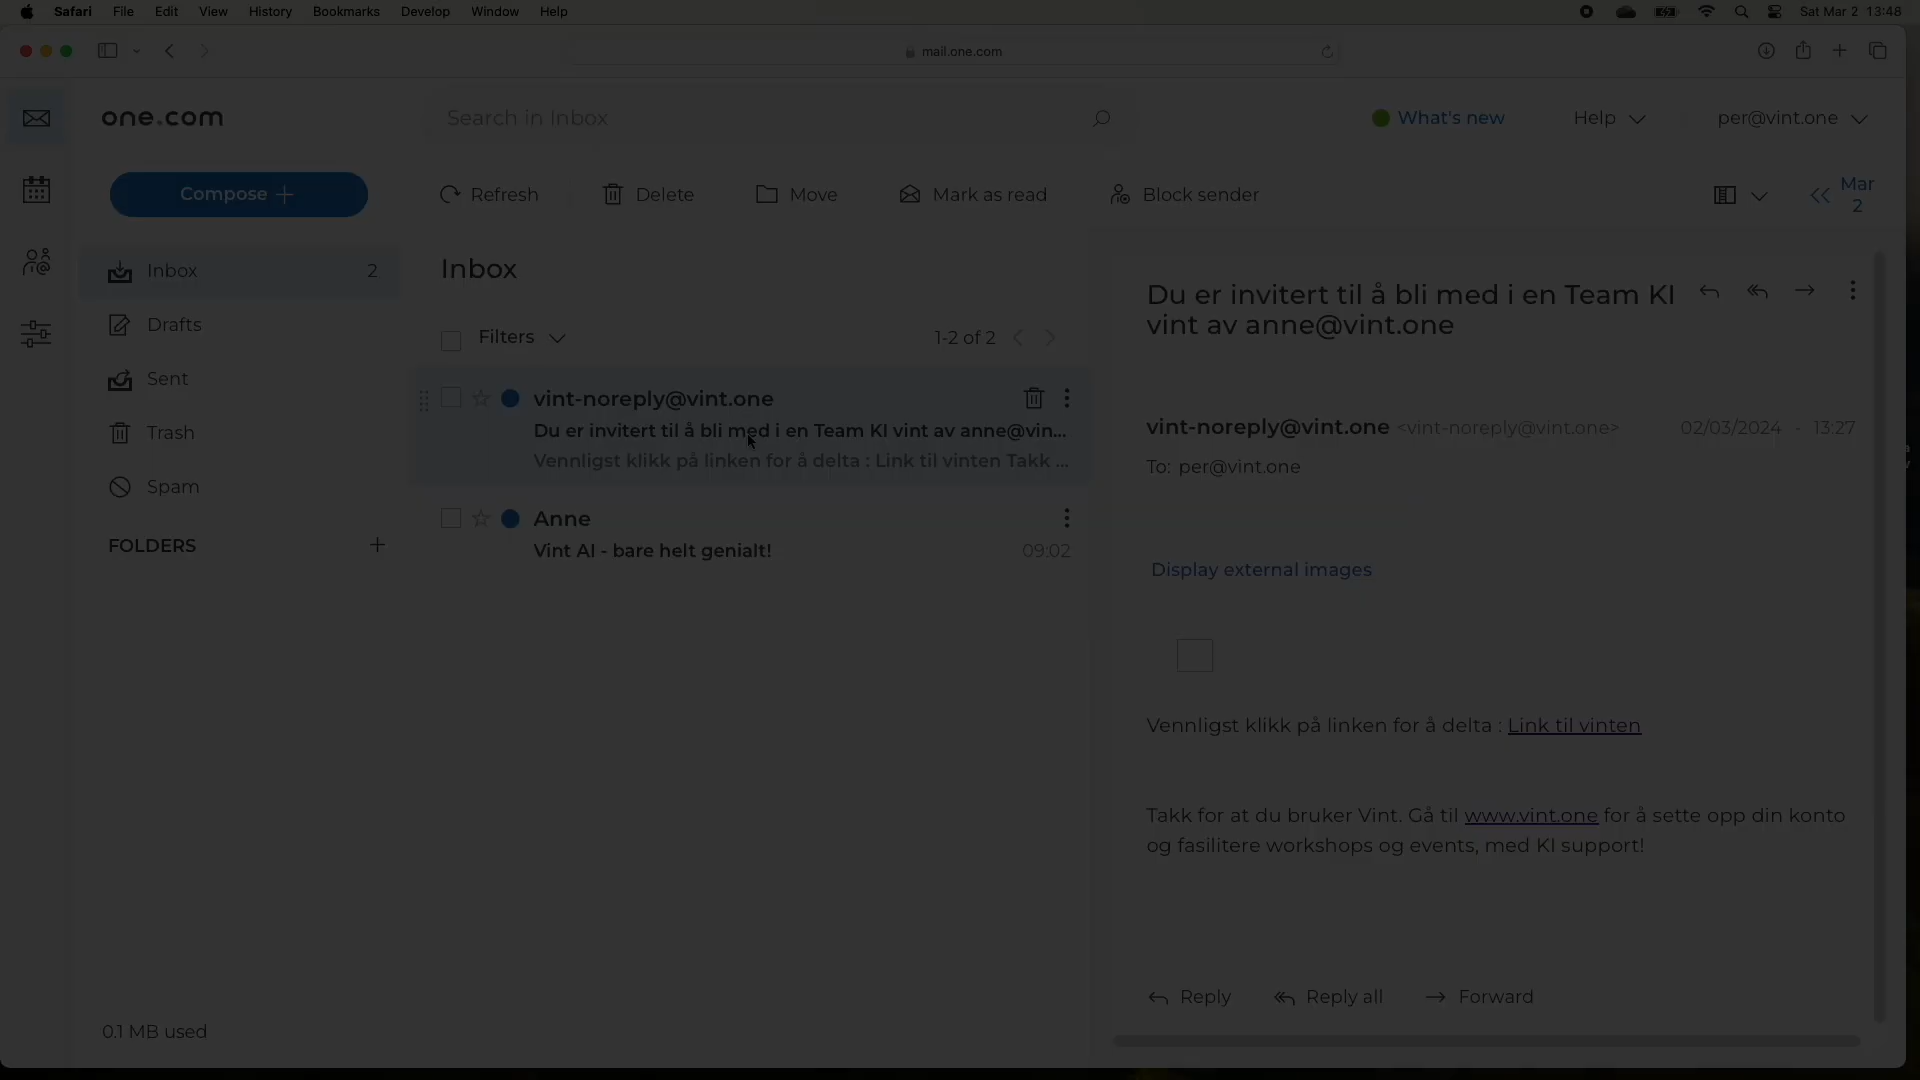 Safari File Edit View History Bookmarks Develop Window Help Sat Mar 2 13:48
mail.one.com
one.com
Search in Inbox
What's new
Help
per@vint.one
Compose
Refresh
Delete
Move
Mark as read
Block sender
Mar
2
Inbox 2
Drafts
Sent
Trash
Spam
FOLDERS
0.1 MB used
Inbox
Filters
1-2 of 2
vint-noreply@vint.one
Du er invitert til å bli med i en Team KI vint av anne@vin...
Vennligst klikk på linken for å delta : Link til vinten Takk ...
Anne
Vint AI - bare helt genialt! 09:02
Du er invitert til å bli med i en Team KI
vint av anne@vint.one
vint-noreply@vint.one <vint-noreply@vint.one> 02/03/2024 - 13:27
To: per@vint.one
Display external images
Vennligst klikk på linken for å delta : Link til vinten
Takk for at du bruker Vint. Gå til www.vint.one for å sette opp din konto
og fasilitere workshops og events, med KI support!
Reply
Reply all
Forward